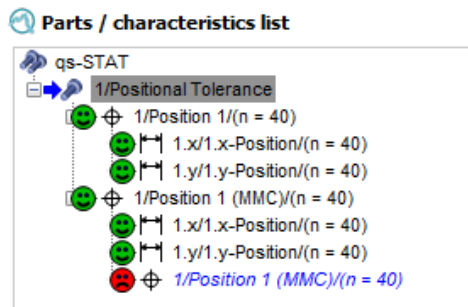 Parts / characteristics list
qs-STAT
1/Positional Tolerance
1/Position 1/(n = 40)
1.x/1.x-Position/(n = 40)
1.y/1.y-Position/(n = 40)
1/Position 1 (MMC)/(n = 40)
1.x/1.x-Position/(n = 40)
1.y/1.y-Position/(n = 40)
1/Position 1 (MMC)/(n = 40)